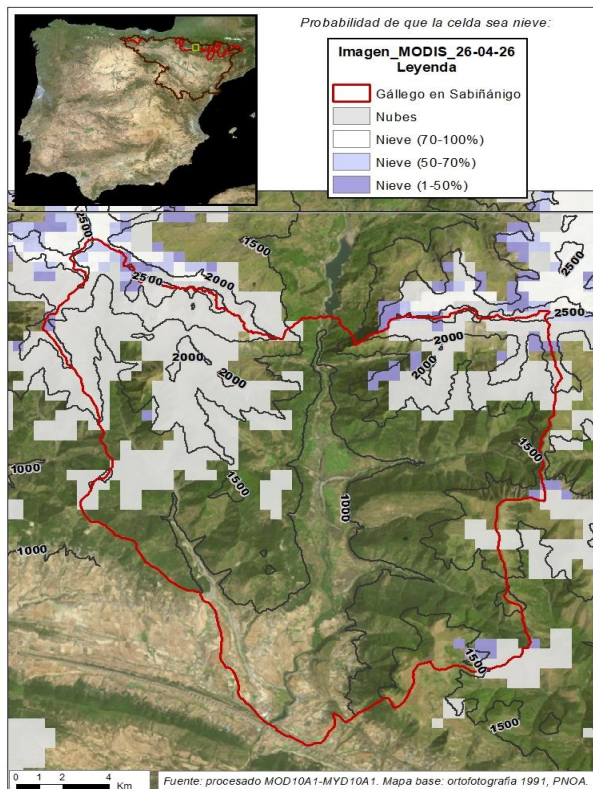 Probabilidad de que la celda sea nieve:
Imagen_MODIS_26-04-26
Leyenda
Gállego en Sabiñánigo
Nubes
Nieve (70-100%)
Nieve (50-70%)
Nieve (1-50%)
2500
1500
2500
2000
2500
2500
2000
2000
2000
2000
1500
1000
1500
1000
1000
1500
1500
0 2 4
Km
Fuente: procesado MOD10A1-MYD10A1. Mapa base: ortofotografía 1991, PNOA.